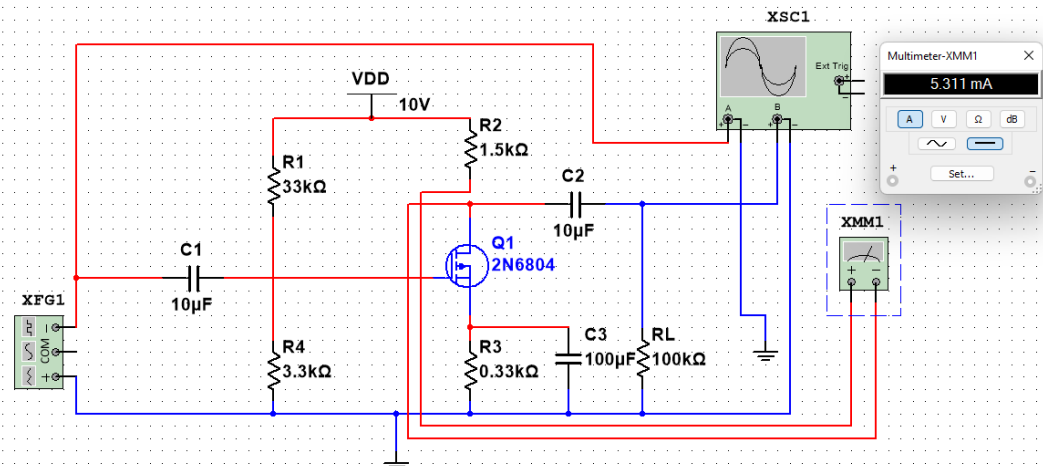 XSC1
Multimeter-XMM1
5.311 mA
A
V
Ω
dB
+
−
Set...
Ext Trig
+
−
A
B
+
−
+
−
VDD
10V
R2
1.5kΩ
R1
33kΩ
C2
10µF
XMM1
+
−
C1
10µF
Q1
2N6804
XFG1
−
COM
+
R4
3.3kΩ
R3
0.33kΩ
C3
100µF
RL
100kΩ